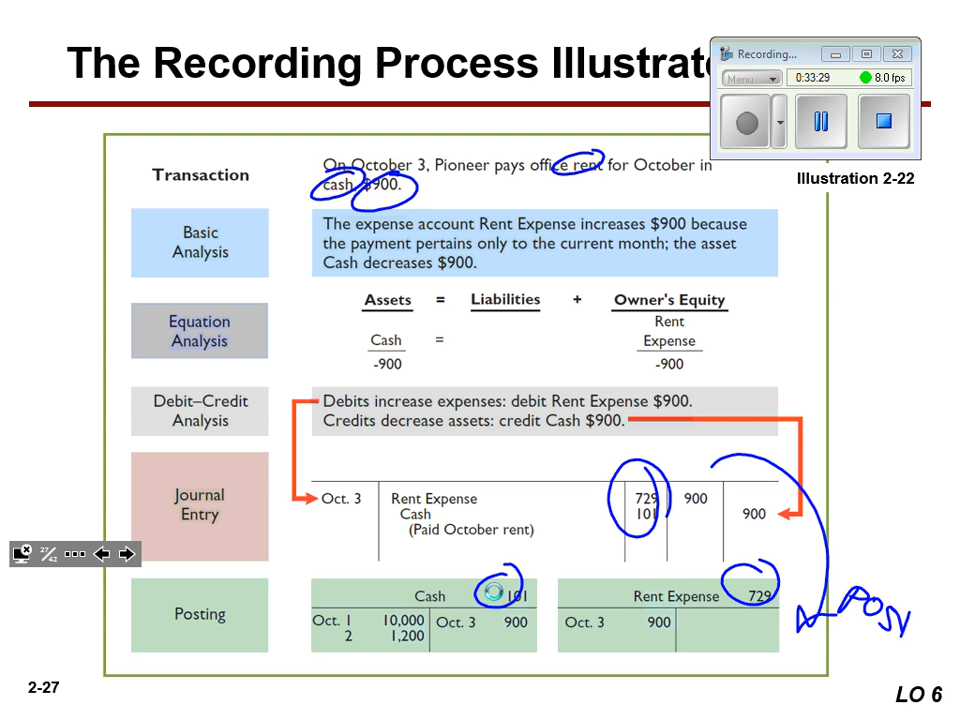 The Recording Process Illustrate
Recording...
Menu
0:33:29
8.0 fps
Illustration 2-22
Transaction
On October 3, Pioneer pays office rent for October in
cash, $900.
Basic
Analysis
The expense account Rent Expense increases $900 because
the payment pertains only to the current month; the asset
Cash decreases $900.
Equation
Analysis
Assets = Liabilities + Owner's Equity
Rent
Cash = Expense
-900 -900
Debit–Credit
Analysis
Debits increase expenses: debit Rent Expense $900.
Credits decrease assets: credit Cash $900.
Journal
Entry
Oct. 3 Rent Expense 729 900
Cash 101 900
(Paid October rent)
27/42
Posting
Cash 101
Oct. 1 10,000 Oct. 3 900
2 1,200
Rent Expense 729
Oct. 3 900
POST
2-27
LO 6